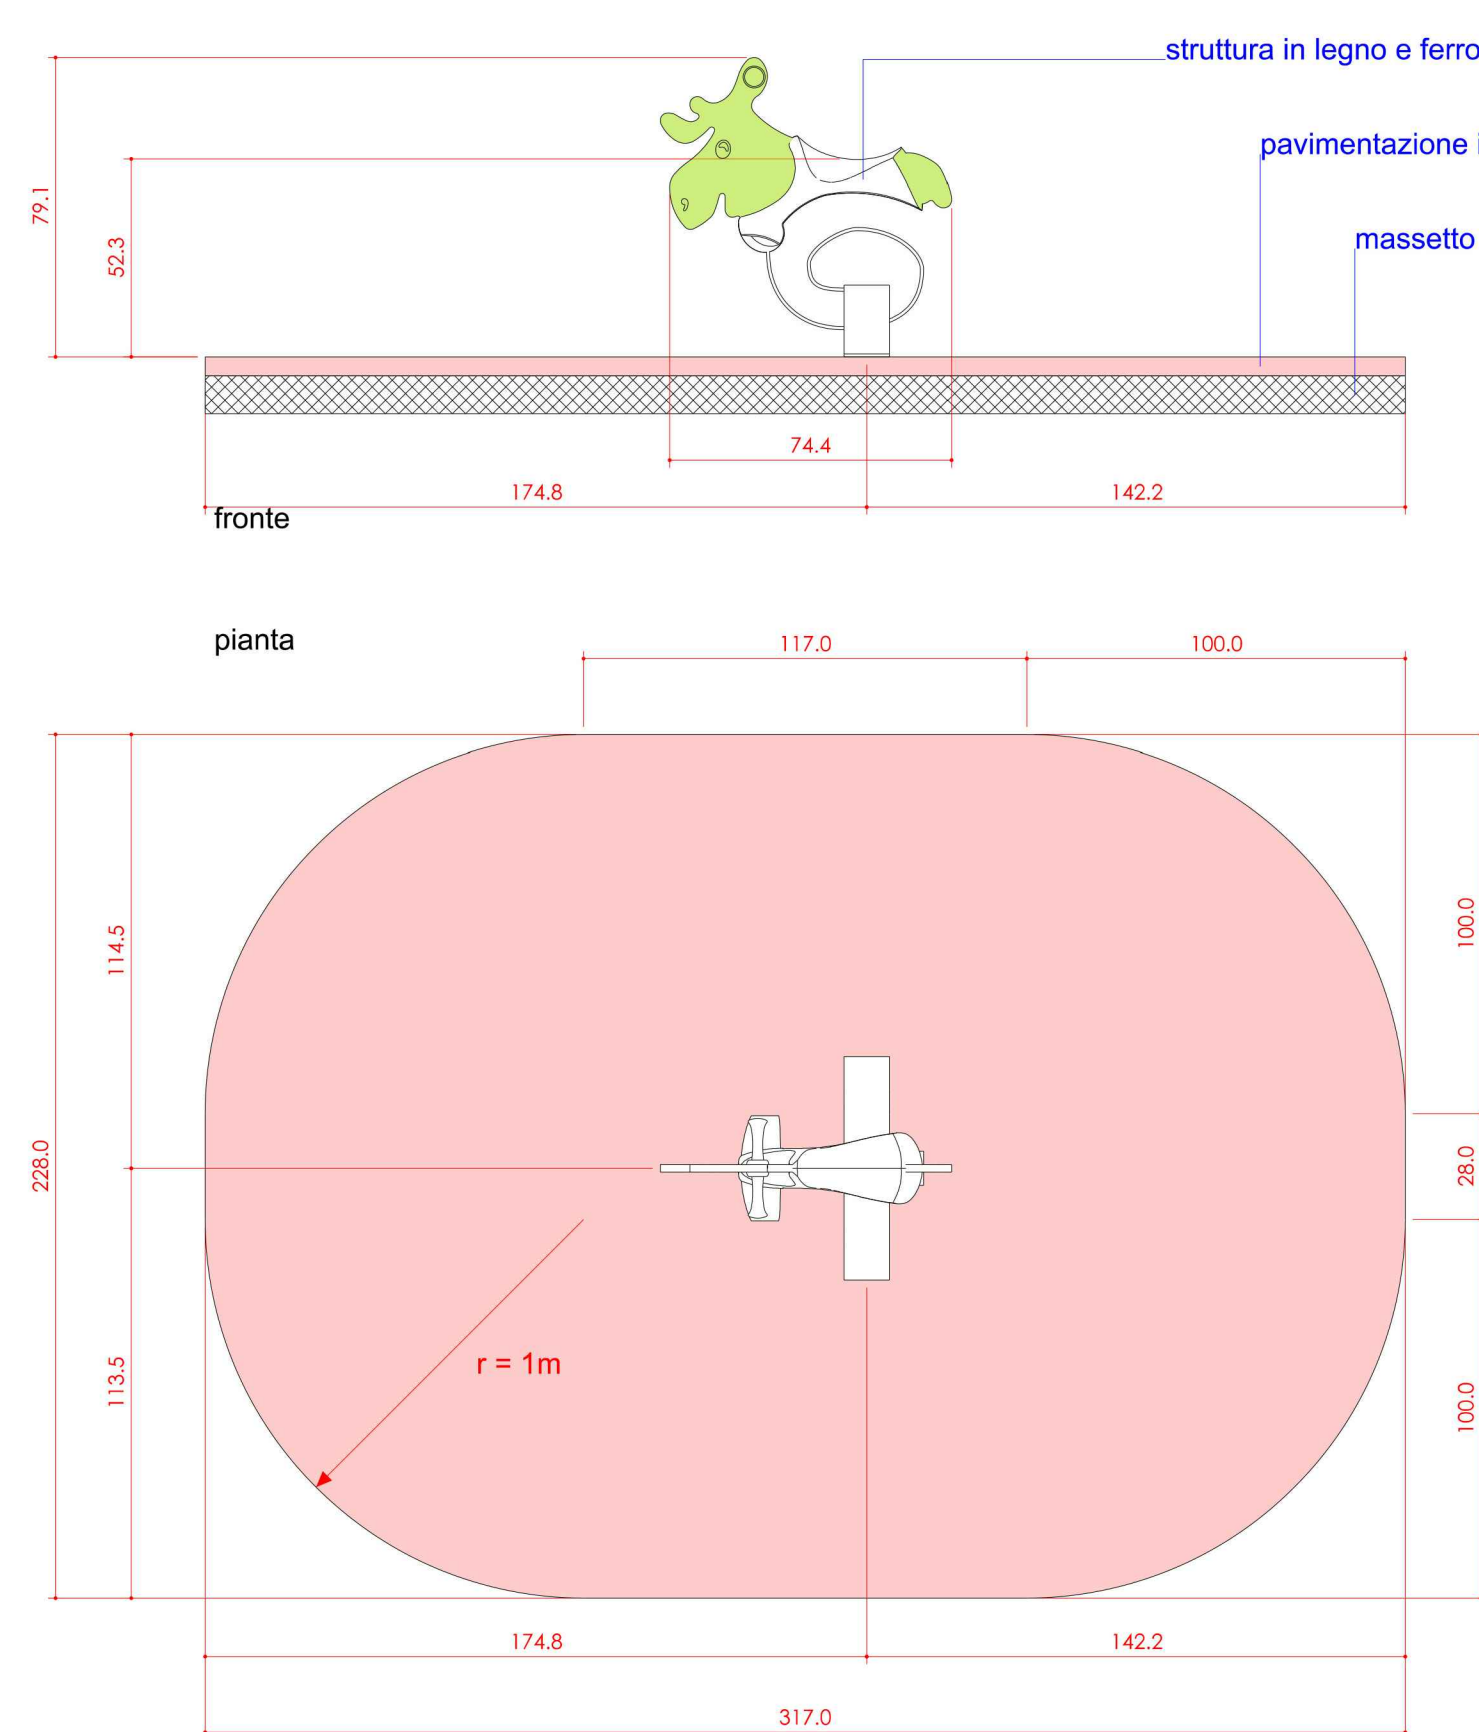 struttura in legno e ferro
pavimentazione
massetto
79.1
52.3
74.4
174.8
142.2
fronte
pianta
117.0
100.0
114.5
100.0
228.0
28.0
r = 1m
113.5
100.0
174.8
142.2
317.0